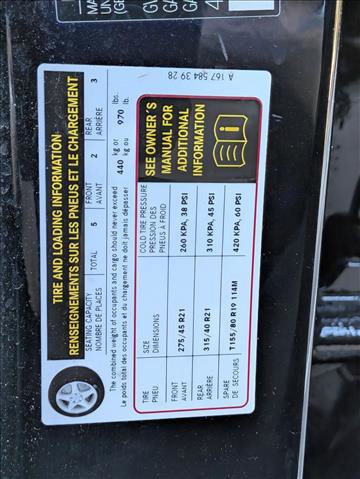 TIRE AND LOADING INFORMATION
RENSEIGNEMENTS SUR LES PNEUS ET LE CHARGEMENT
SEATING CAPACITY TOTAL 5 FRONT 2 REAR 3
NOMBRE DE PLACES AVANT ARRIÈRE
The combined weight of occupants and cargo should never exceed 440 kg or 970 lbs.
Le poids total des occupants et du chargement ne doit jamais dépasser kg ou lb.
TIRE SIZE COLD TIRE PRESSURE
PNEU DIMENSIONS PRESSION DES
PNEUS A FROID
FRONT 275/45 R21 260 KPA, 38 PSI
AVANT
REAR 315/40 R21 310 KPA, 45 PSI
ARRIÈRE
SPARE T155/80 R19 114M 420 KPA, 60 PSI
DE SECOURS
SEE OWNER'S
MANUAL FOR
ADDITIONAL
INFORMATION
A 167 584 39 28